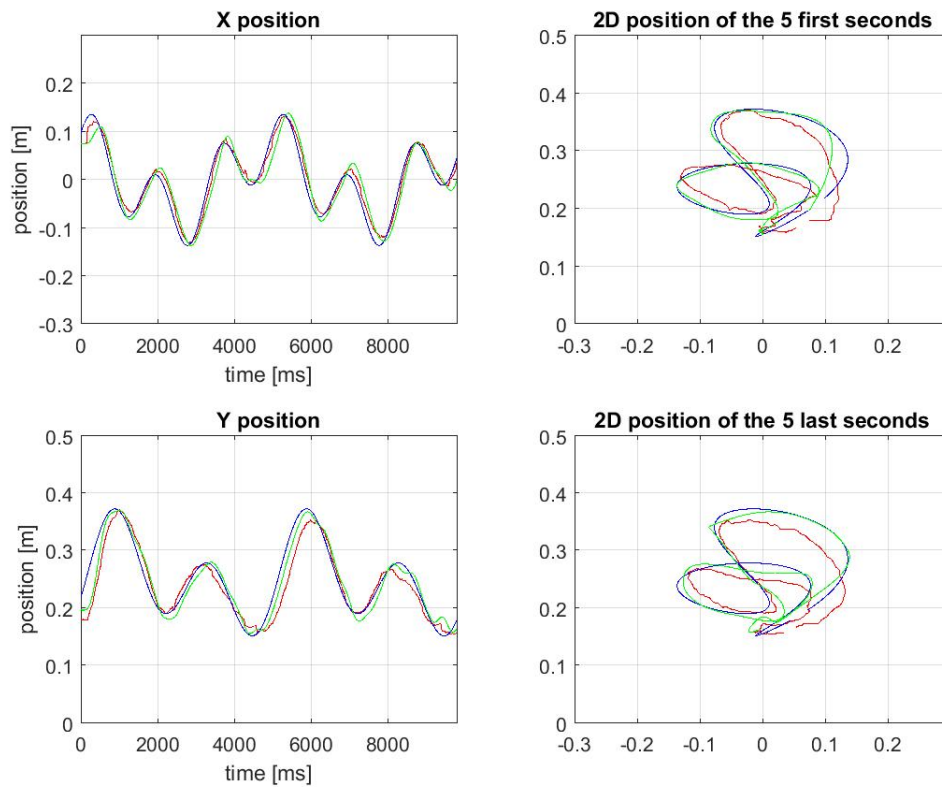 X position
0.2
0.1
0
-0.1
-0.2
-0.3
position [m]
0 2000 4000 6000 8000
time [ms]
2D position of the 5 first seconds
0.5
0.4
0.3
0.2
0.1
0
-0.3 -0.2 -0.1 0 0.1 0.2
Y position
0.5
0.4
0.3
0.2
0.1
0
position [m]
0 2000 4000 6000 8000
time [ms]
2D position of the 5 last seconds
0.5
0.4
0.3
0.2
0.1
0
-0.3 -0.2 -0.1 0 0.1 0.2